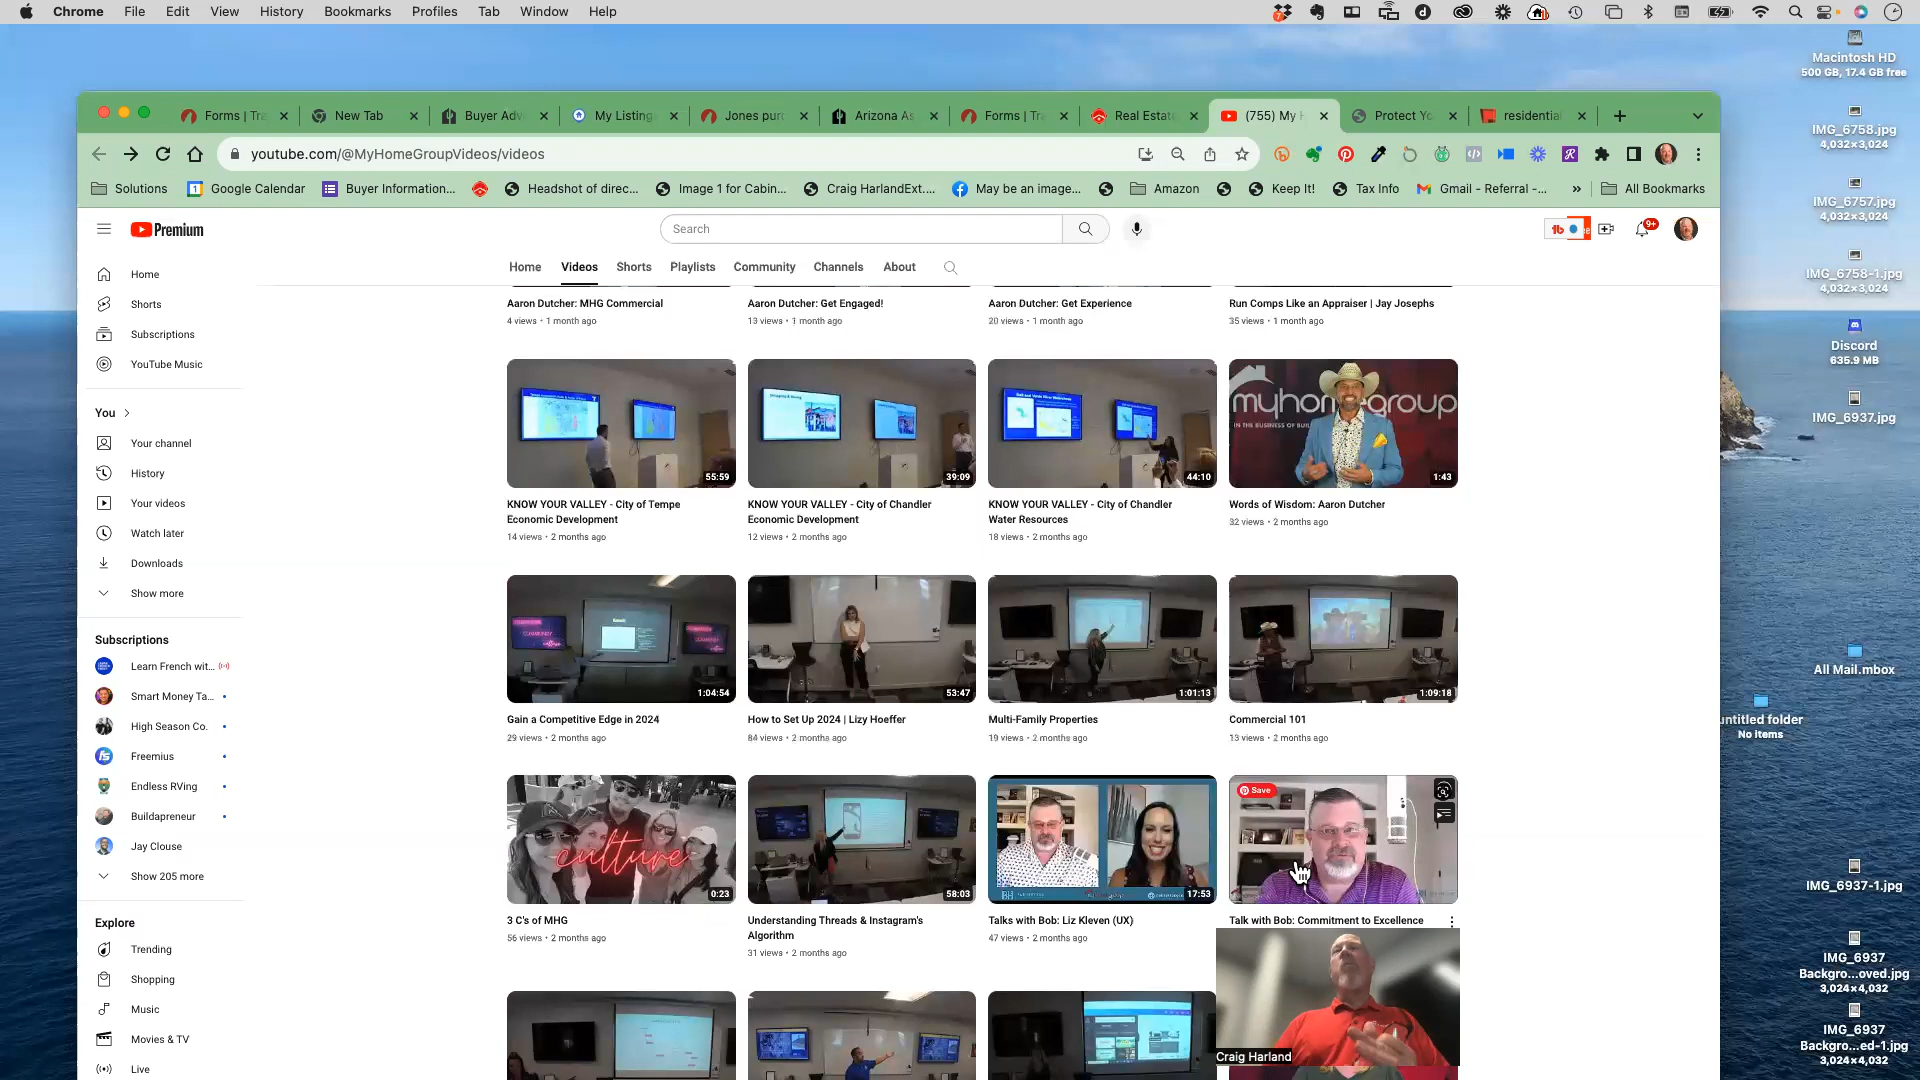 Chrome File Edit View History Bookmarks Profiles Tab Window Help
Macintosh HD
500 GB, 17.4 GB free
Forms | Tra New Tab Buyer Adv My Listing Jones purc Arizona As Forms | Tra Real Estate (755) My H Protect Yo residential
youtube.com/@MyHomeGroupVideos/videos
IMG_6758.jpg
4,032×3,024
Solutions Google Calendar Buyer Information... Headshot of direc... Image 1 for Cabin... Craig HarlandExt.... May be an image... Amazon Keep It! Tax Info Gmail - Referral -... » All Bookmarks
IMG_6757.jpg
4,032×3,024
Premium Search 9+
IMG_6758-1.jpg
4,032×3,024
Home Videos Shorts Playlists Community Channels About
Discord
635.9 MB
IMG_6937.jpg
All Mail.mbox
untitled folder
No items
IMG_6937-1.jpg
IMG_6937
Backgro...oved.jpg
3,024×4,032
IMG_6937
Backgro...ed-1.jpg
3,024×4,032
Home
Shorts
Subscriptions
YouTube Music
You
Your channel
History
Your videos
Watch later
Downloads
Show more
Subscriptions
Learn French wit...
Smart Money Ta...
High Season Co.
Freemius
Endless RVing
Buildapreneur
Jay Clouse
Show 205 more
Explore
Trending
Shopping
Music
Movies & TV
Live
Aaron Dutcher: MHG Commercial
4 views • 1 month ago
Aaron Dutcher: Get Engaged!
13 views • 1 month ago
Aaron Dutcher: Get Experience
20 views • 1 month ago
Run Comps Like an Appraiser | Jay Josephs
35 views • 1 month ago
55:59
KNOW YOUR VALLEY - City of Tempe
Economic Development
14 views • 2 months ago
39:09
KNOW YOUR VALLEY - City of Chandler
Economic Development
12 views • 2 months ago
44:10
KNOW YOUR VALLEY - City of Chandler
Water Resources
18 views • 2 months ago
myhomegroup
1:43
Words of Wisdom: Aaron Dutcher
32 views • 2 months ago
1:04:54
Gain a Competitive Edge in 2024
29 views • 2 months ago
53:47
How to Set Up 2024 | Lizy Hoeffer
84 views • 2 months ago
1:01:13
Multi-Family Properties
19 views • 2 months ago
1:09:18
Commercial 101
13 views • 2 months ago
culture
0:23
3 C's of MHG
56 views • 2 months ago
58:03
Understanding Threads & Instagram's
Algorithm
31 views • 2 months ago
17:53
Talks with Bob: Liz Kleven (UX)
47 views • 2 months ago
Save
Talk with Bob: Commitment to Excellence
Craig Harland